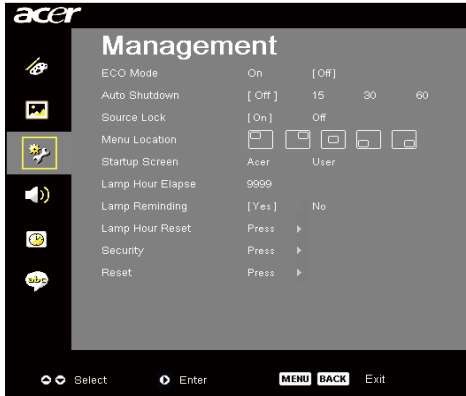 acer
Management
ECO Mode On [Off]
Auto Shutdown [Off] 15 30 60
Source Lock [On] Off
Menu Location
Startup Screen Acer User
Lamp Hour Elapse 9999
Lamp Reminding [Yes] No
Lamp Hour Reset Press
Security Press
Reset Press
abc
Select Enter MENU BACK Exit